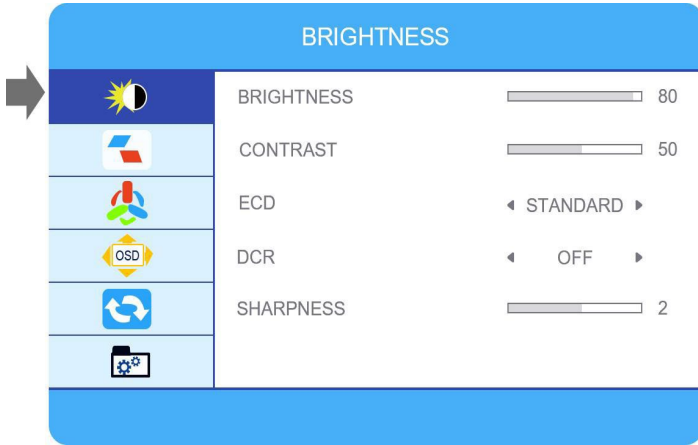 BRIGHTNESS
BRIGHTNESS 80
CONTRAST 50
ECD STANDARD
DCR OFF
OSD
SHARPNESS 2